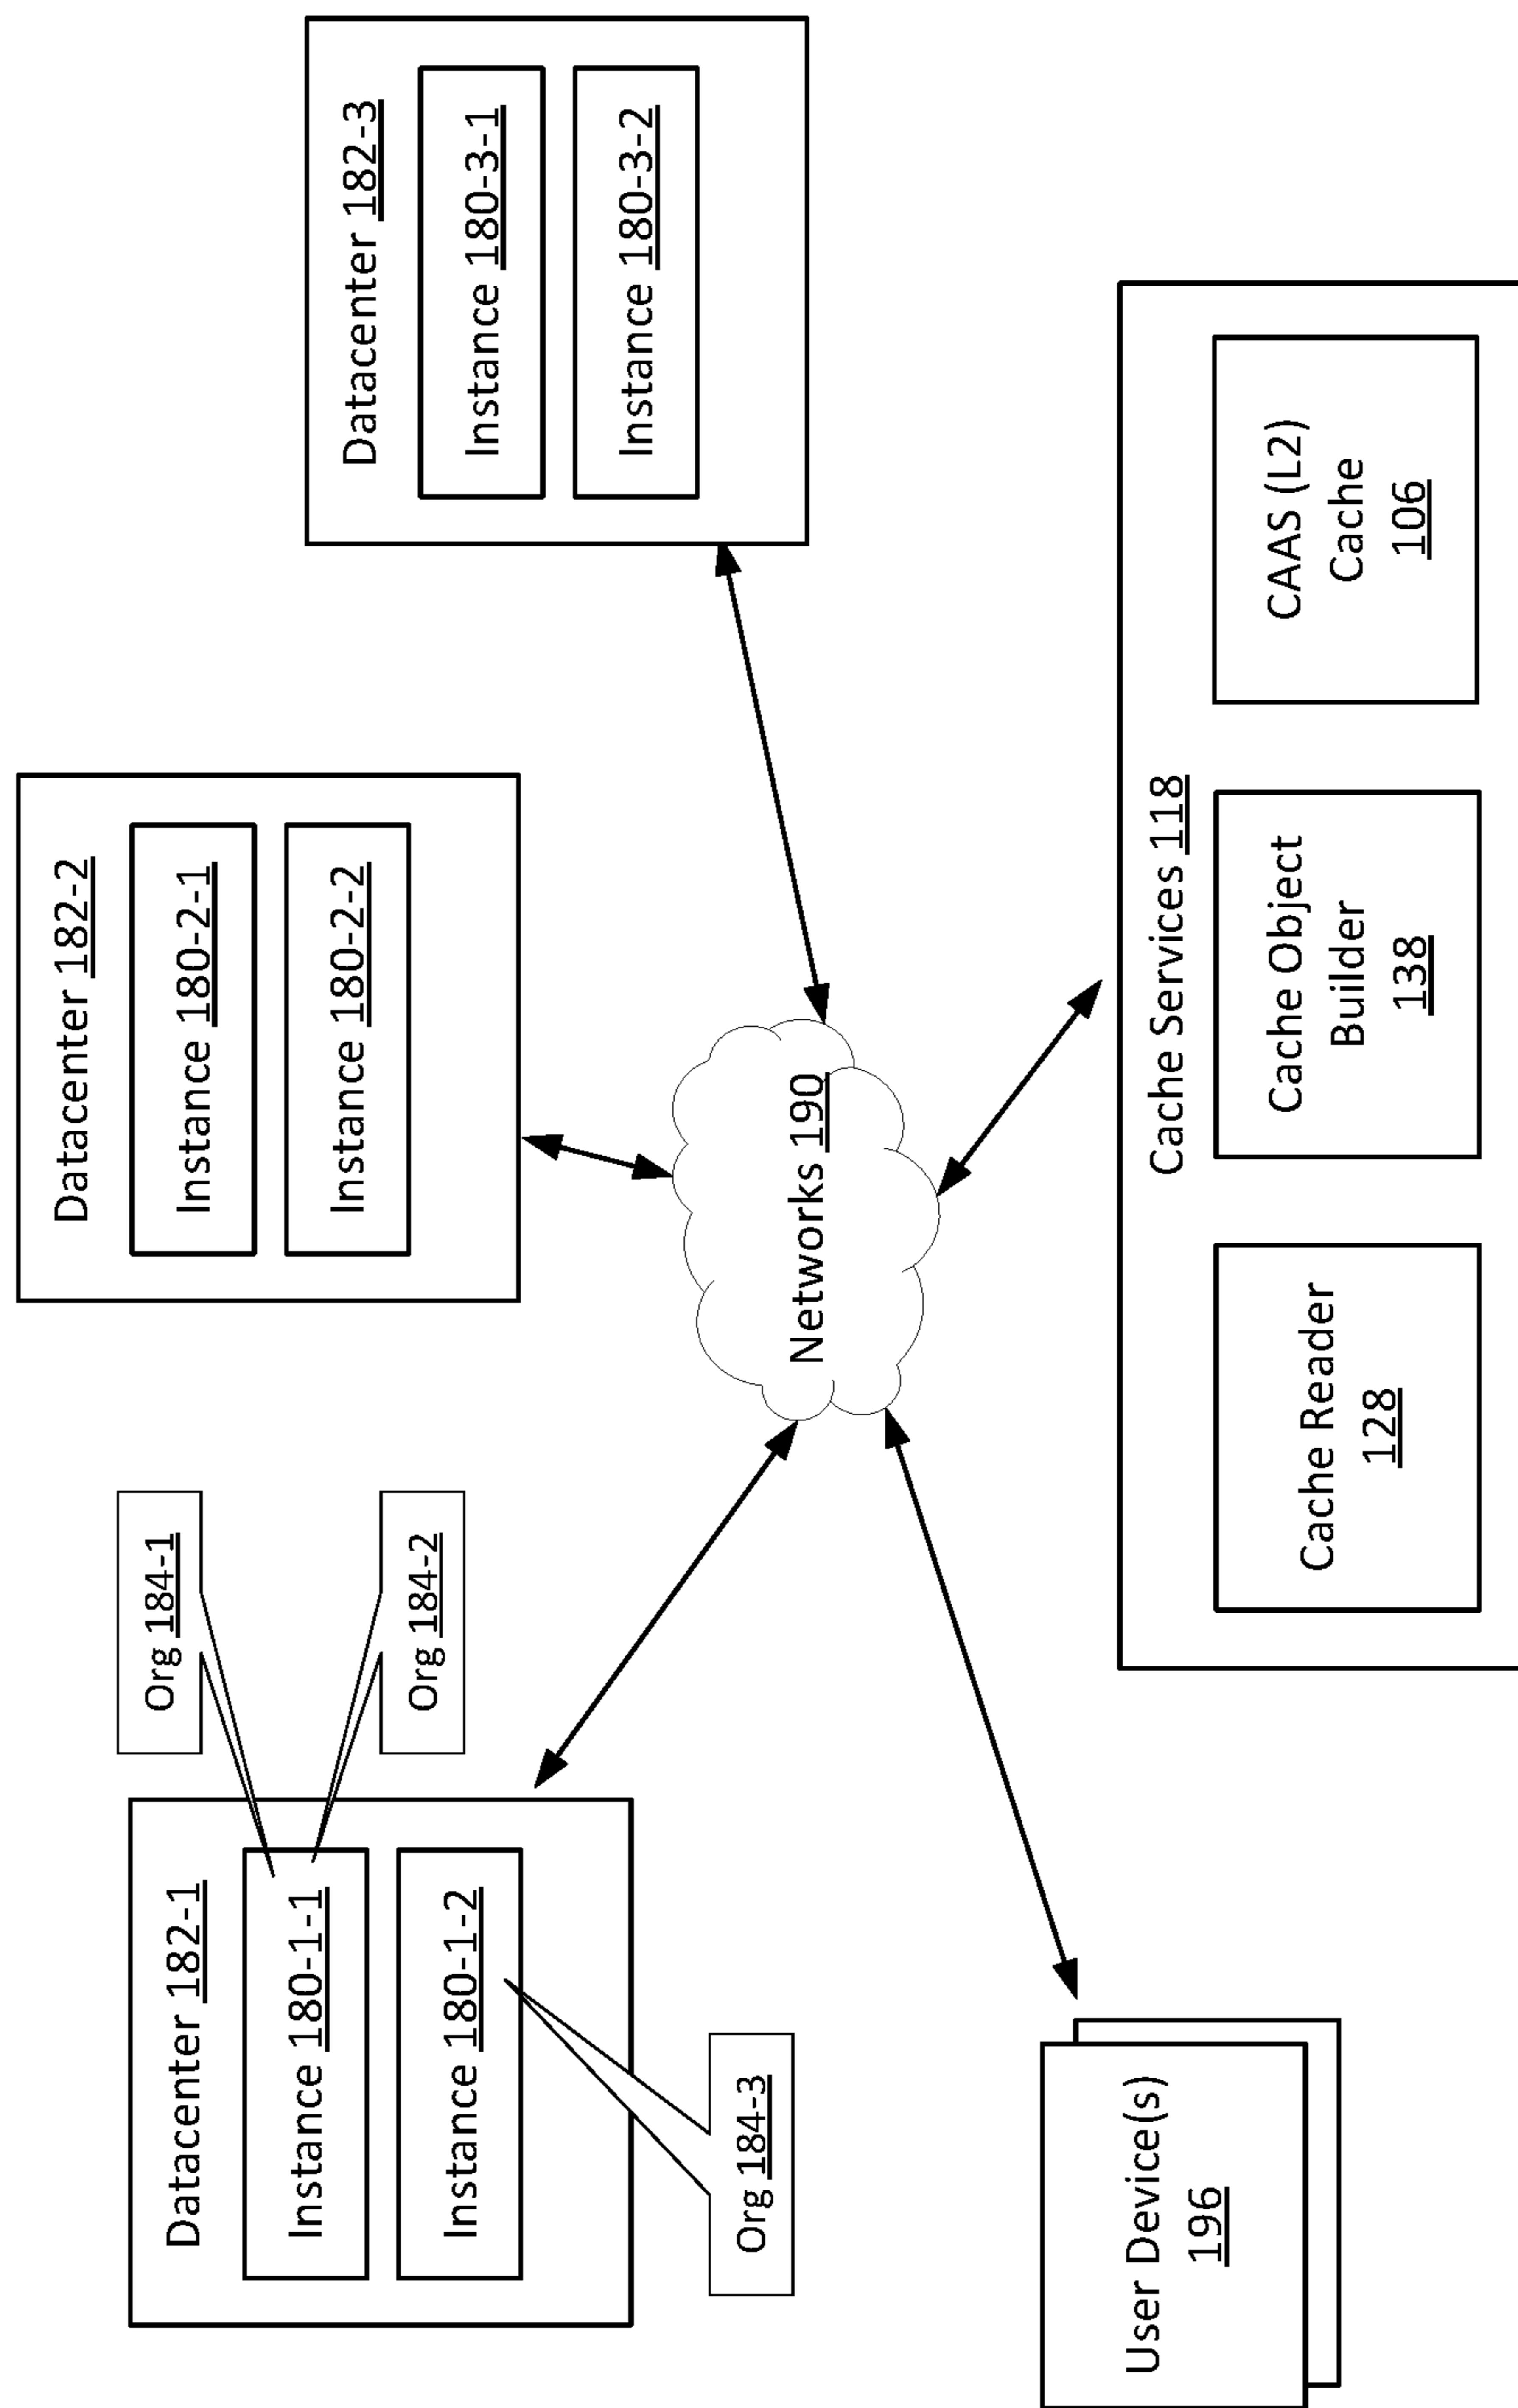 Org 184-1
Org 184-2
Datacenter 182-1
Instance 180-1-1
Instance 180-1-2
Org 184-3
Datacenter 182-2
Instance 180-2-1
Instance 180-2-2
Datacenter 182-3
Instance 180-3-1
Instance 180-3-2
Networks 190
User Device(s)
196
Cache Services 118
Cache Reader
128
Cache Object
Builder
138
CAAS (L2)
Cache
106